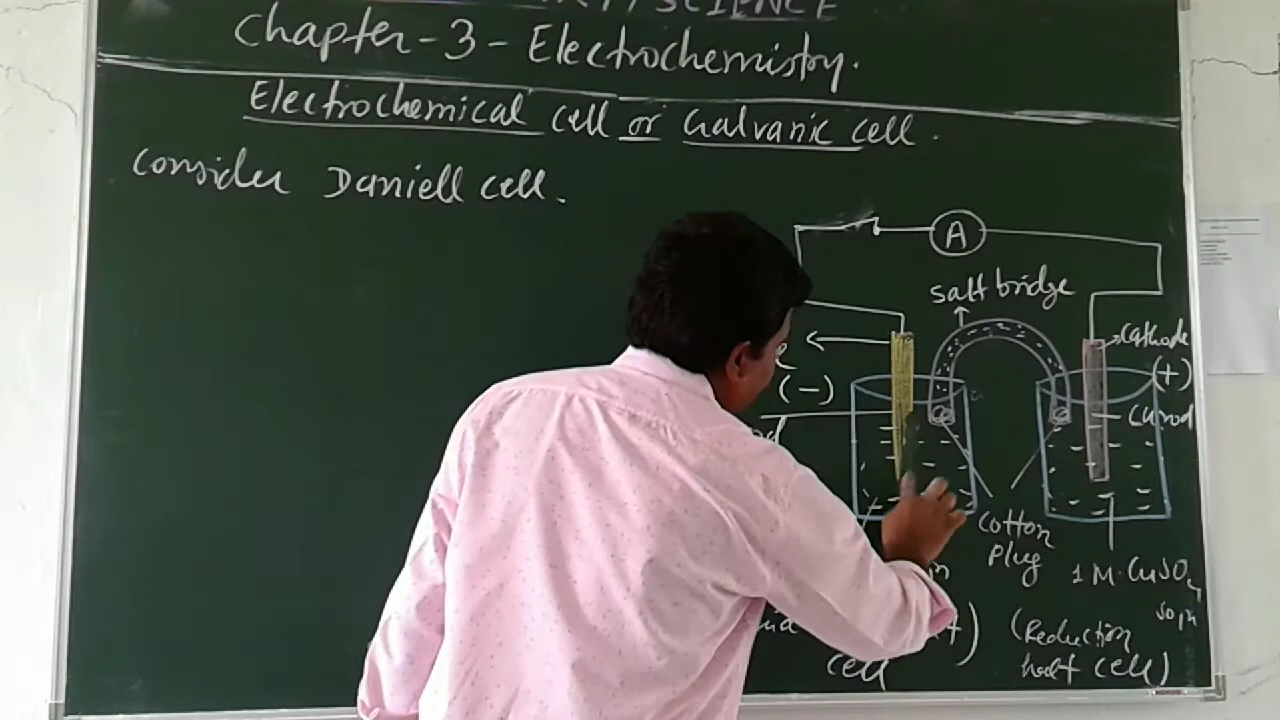 SCIENCE
Chapter-3-Electrochemistry.
Electrochemical cell or Galvanic cell.
Consider Daniell cell.
A
salt bridge
Cathode
(+)
(-)
Cu rod
Cotton
plug
1 M. CuSO4
soln
(Reduction
half cell)
cell